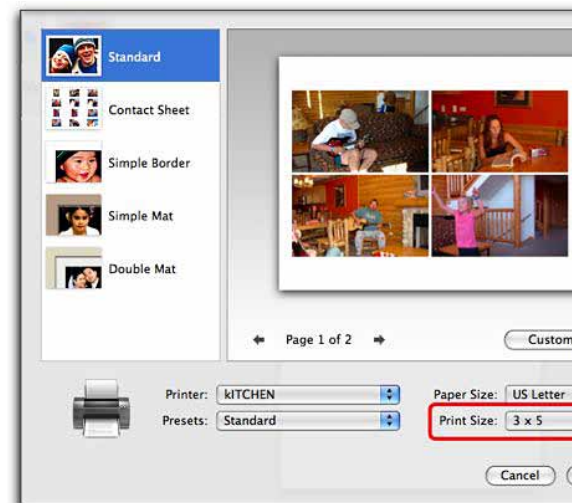 Standard
Contact Sheet
Simple Border
Simple Mat
Double Mat
Page 1 of 2
Custom
Printer: kITCHEN
Paper Size: US Letter
Presets: Standard
Print Size: 3 x 5
Cancel